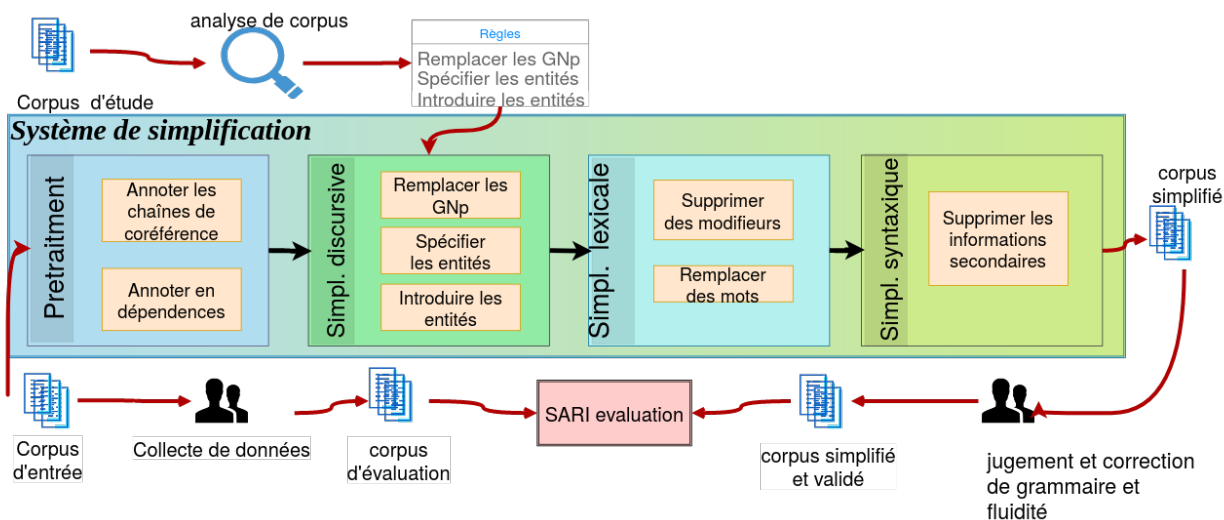 analyse de corpus
Règles
Remplacer les GNp
Spécifier les entités
Introduire les entités
Corpus d'étude
Système de simplification
Pretraitment
Annoter les
chaînes de
coréférence
Annoter en
dépendences
Simpl. discursive
Remplacer les
GNp
Spécifier
les entités
Introduire les
entités
Simpl. lexicale
Supprimer
des modifieurs
Remplacer
des mots
Simpl. syntaxique
Supprimer les
informations
secondaires
corpus
simplifié
Corpus
d'entrée
Collecte de données
corpus
d'évaluation
SARI evaluation
corpus simplifié
et validé
jugement et correction
de grammaire et
fluidité